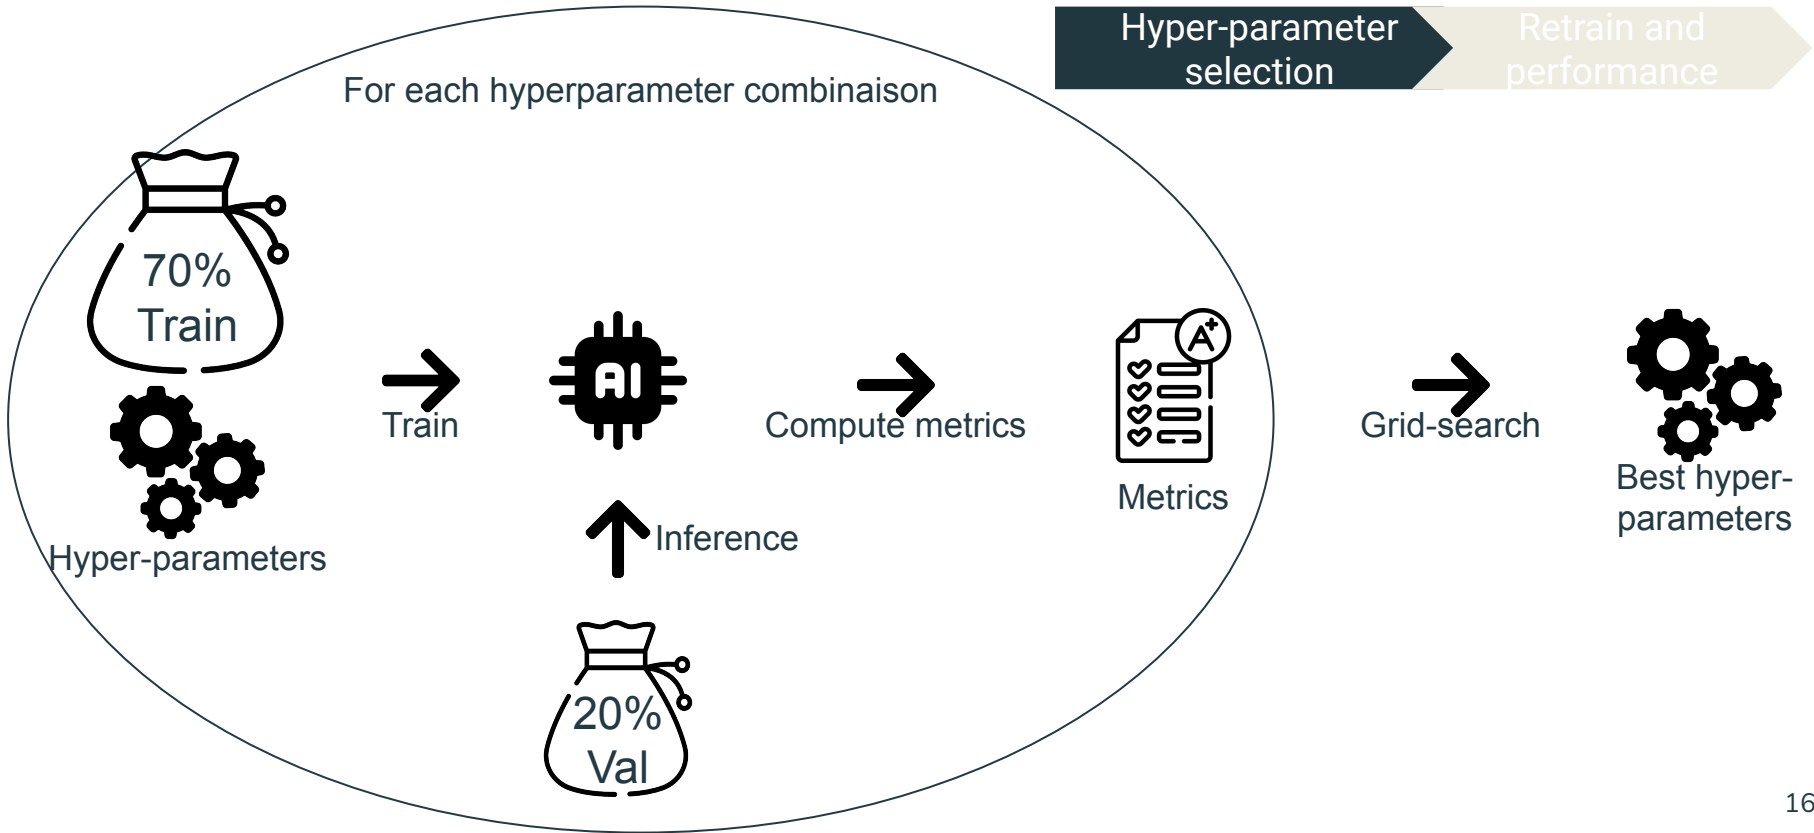 Hyper-parameter
selection
Retrain and
performance
For each hyperparameter combinaison
70%
Train
Hyper-parameters
Train
AI
Inference
20%
Val
Compute metrics
A+
Metrics
Grid-search
Best hyper-
parameters
16